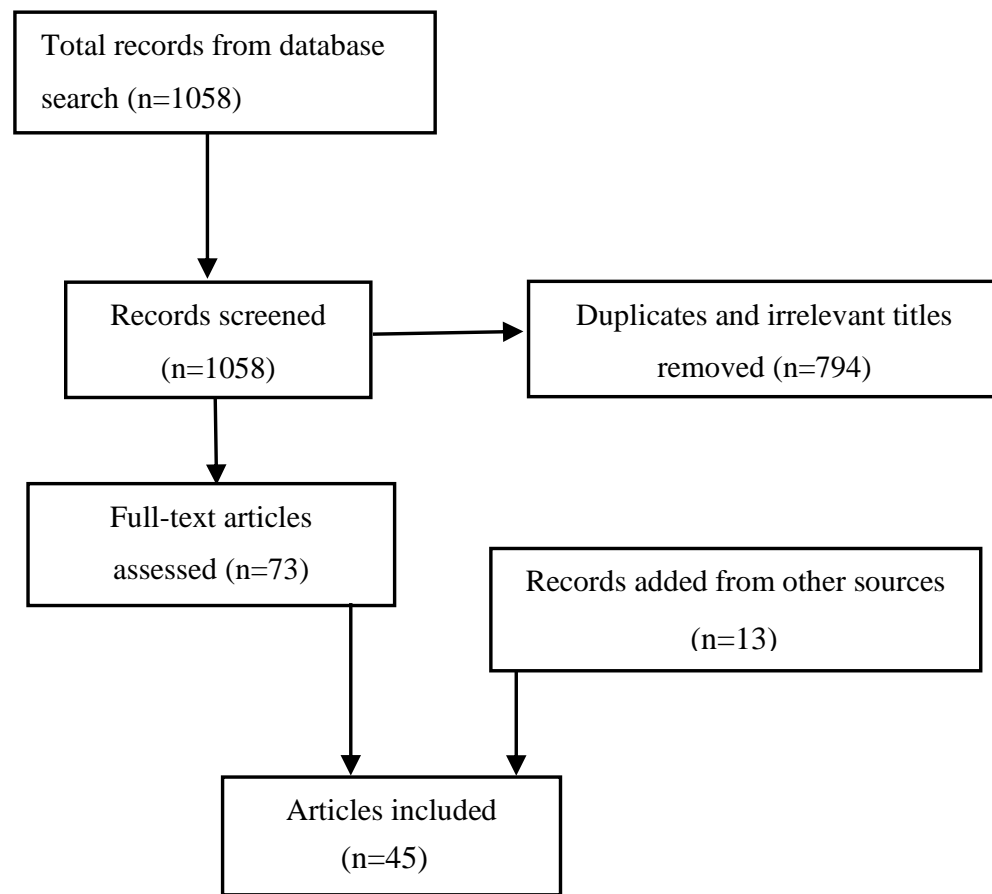 Total records from database
search (n=1058)
Records screened
(n=1058)
Duplicates and irrelevant titles
removed (n=794)
Full-text articles
assessed (n=73)
Records added from other sources
(n=13)
Articles included
(n=45)